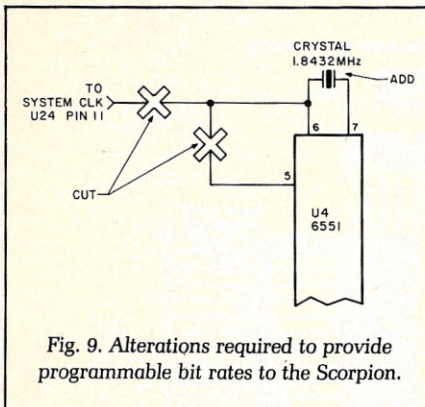 CRYSTAL
1.8432MHz
ADD
TO
SYSTEM CLK
U24 PIN 11
6 7
CUT
5
U4
6551
Fig. 9. Alterations required to provide
programmable bit rates to the Scorpion.